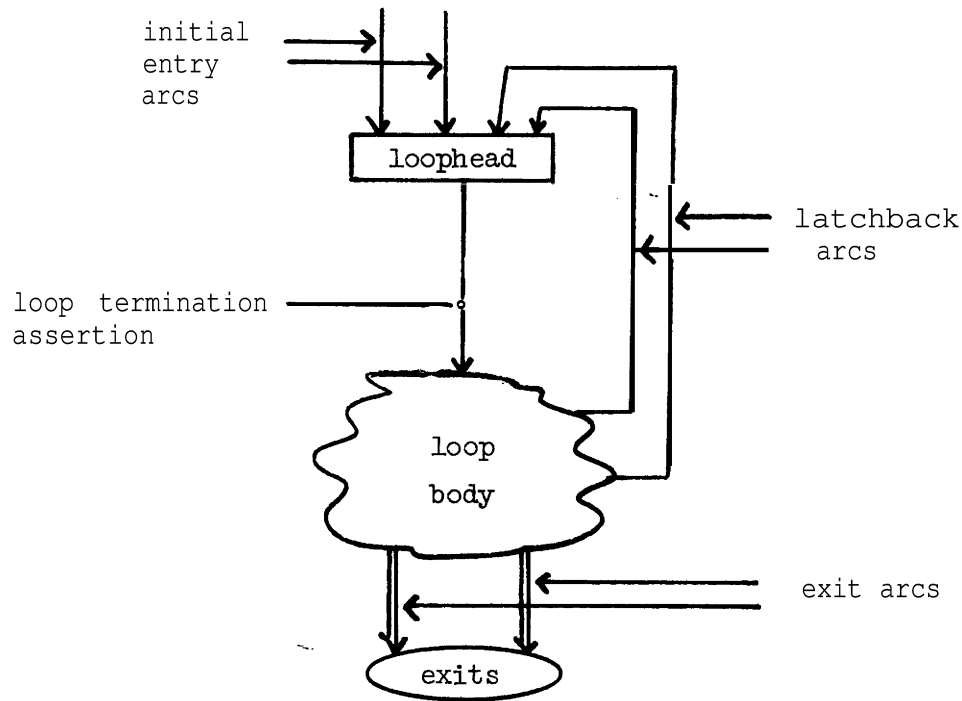 initial
entry
arcs
loophead
latchback
arcs
loop termination
assertion
loop
body
exit arcs
exits